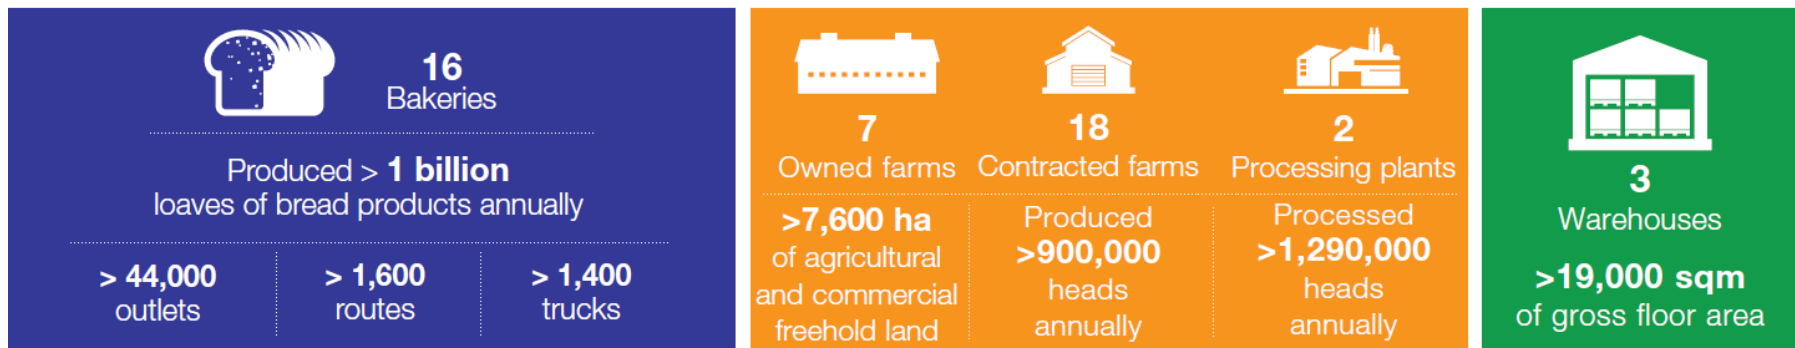 16
Bakeries
Produced > 1 billion
loaves of bread products annually
> 44,000
outlets
> 1,600
routes
> 1,400
trucks
7
Owned farms
>7,600 ha
of agricultural
and commercial
freehold land
18
Contracted farms
Produced
>900,000
heads
annually
2
Processing plants
Processed
>1,290,000
heads
annually
3
Warehouses
>19,000 sqm
of gross floor area